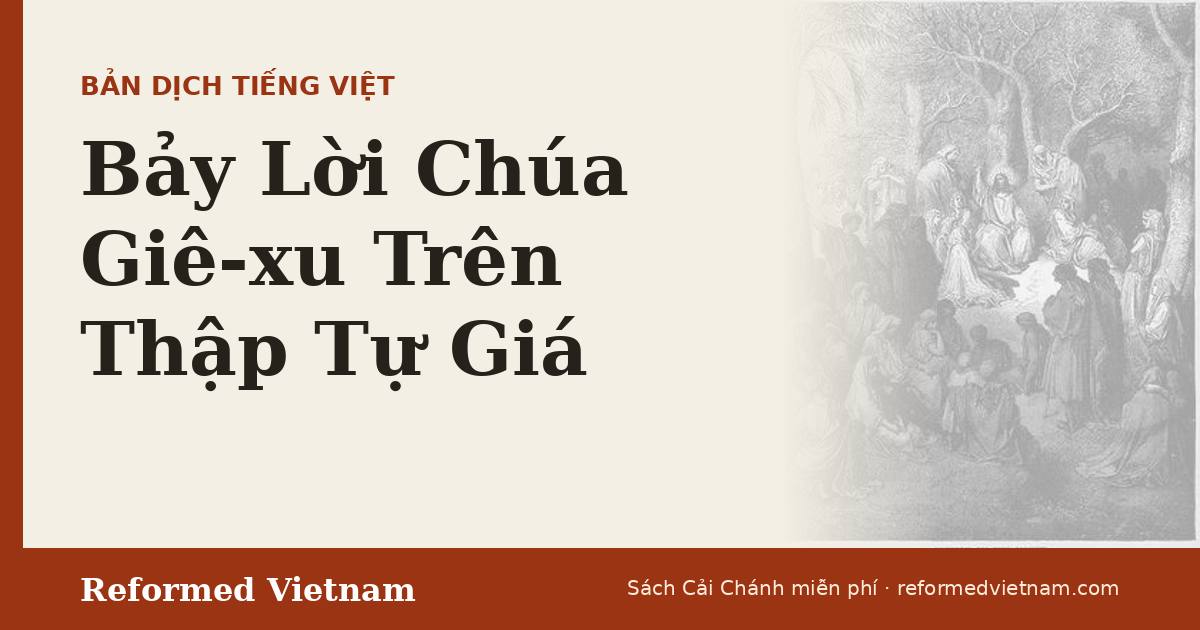 BẢN DỊCH TIẾNG VIỆT
Bảy Lời Chúa
Giê-xu Trên
Thập Tự Giá
Reformed Vietnam
Sách Cải Chánh miễn phí · reformedvietnam.com